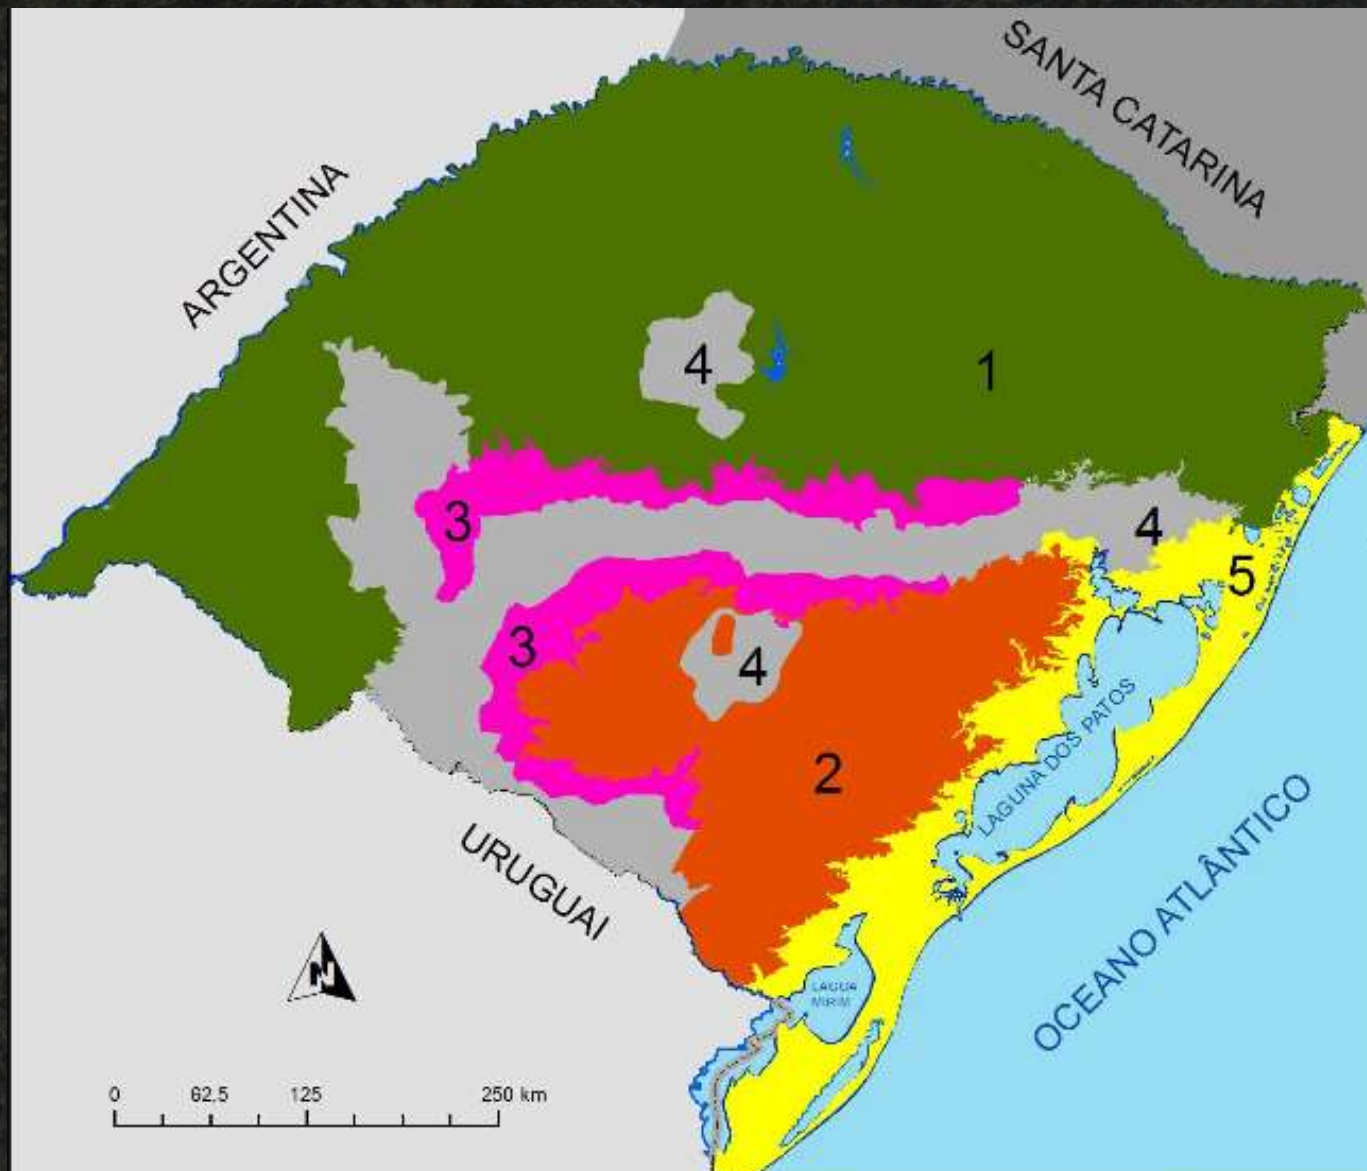 SANTA CATARINA
ARGENTINA
4
1
3
4
5
3
4
LAGUNA DOS PATOS
2
URUGUAI
OCEANO ATLÂNTICO
N
LAGOA
MIRIM
0 62,5 125 250 km